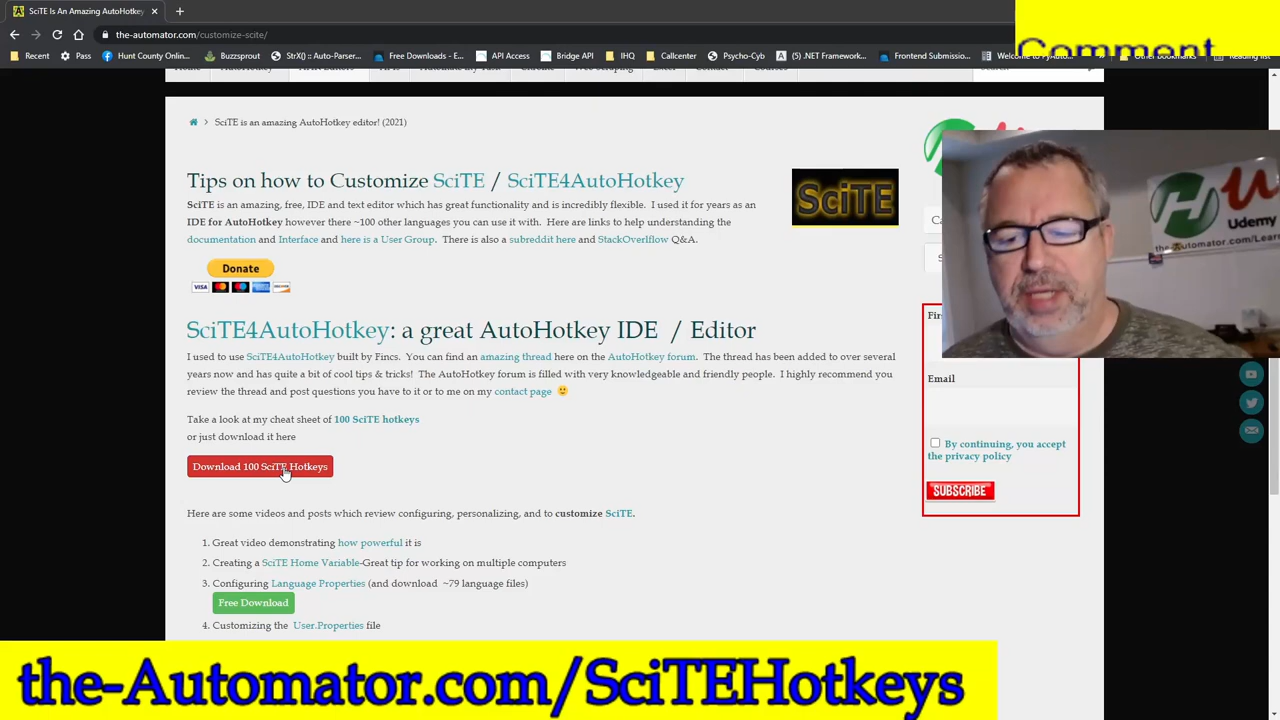 SciTE Is An Amazing AutoHotkey
the-automator.com/customize-scite/
Comment
Recent
Pass
Hunt County Onlin...
Buzzsprout
StrX() :: Auto-Parser...
Free Downloads - E...
API Access
Bridge API
IHQ
Callcenter
Psycho-Cyb
(5) .NET Framework...
Frontend Submissio...
Welcome to PyAuto...
Other bookmarks
Reading list
SciTE is an amazing AutoHotkey editor! (2021)
Tips on how to Customize SciTE / SciTE4AutoHotkey
SciTE is an amazing, free, IDE and text editor which has great functionality and is incredibly flexible. I used it for years as an
IDE for AutoHotkey however there ~100 other languages you can use it with. Here are links to help understanding the
documentation and Interface and here is a User Group. There is also a subreddit here and StackOverflow Q&A.
SciTE
Donate
VISA
DISCOVER
Udemy
the-Automator.com/Learn
SciTE4AutoHotkey: a great AutoHotkey IDE / Editor
I used to use SciTE4AutoHotkey built by Fincs. You can find an amazing thread here on the AutoHotkey forum. The thread has been added to over several
years now and has quite a bit of cool tips & tricks! The AutoHotkey forum is filled with very knowledgeable and friendly people. I highly recommend you
review the thread and post questions you have to it or to me on my contact page
Take a look at my cheat sheet of 100 SciTE hotkeys
or just download it here
Download 100 SciTE Hotkeys
Email
By continuing, you accept
the privacy policy
SUBSCRIBE
Here are some videos and posts which review configuring, personalizing, and to customize SciTE.
1. Great video demonstrating how powerful it is
2. Creating a SciTE Home Variable-Great tip for working on multiple computers
3. Configuring Language Properties (and download ~79 language files)
Free Download
4. Customizing the User.Properties file
the-Automator.com/SciTEHotkeys